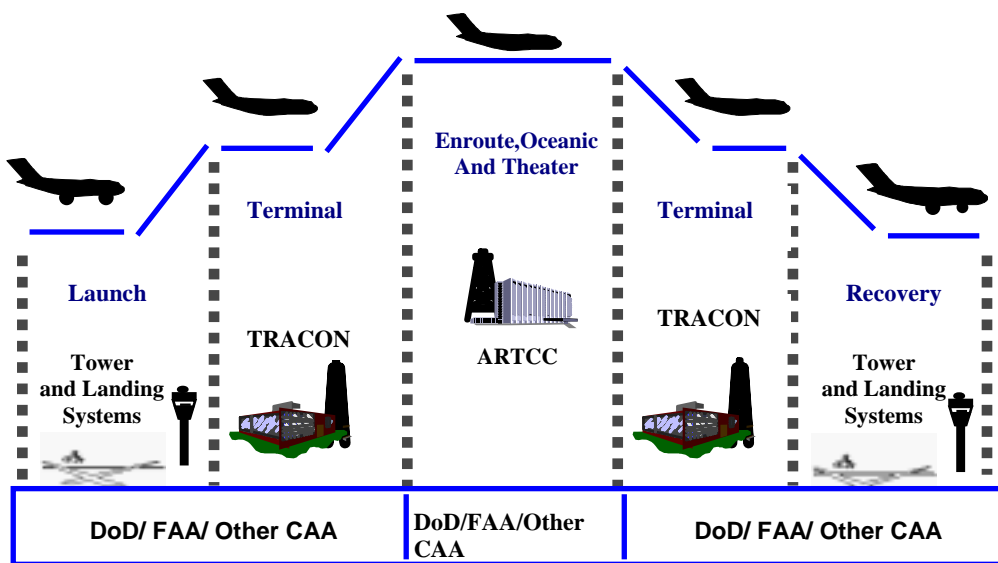 Enroute,Oceanic
And Theater
Terminal
Terminal
Launch
Recovery
TRACON
TRACON
ARTCC
Tower
and Landing
Systems
Tower
and Landing
Systems
DoD/ FAA/ Other CAA
DoD/FAA/Other
CAA
DoD/ FAA/ Other CAA